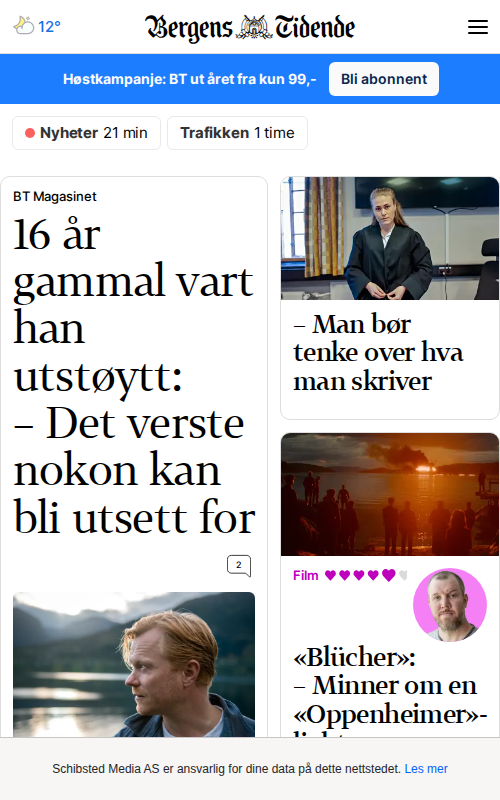 12°
Bergens Tidende
Høstkampanje: BT ut året fra kun 99,-
Bli abonnent
Nyheter 21 min
Trafikken 1 time
BT Magasinet
16 år
gammal vart
han
utstøytt:
– Det verste
nokon kan
bli utsett for
2
– Man bør
tenke over hva
man skriver
Film
«Blücher»:
– Minner om en
«Oppenheimer»-
Schibsted Media AS er ansvarlig for dine data på dette nettstedet. Les mer